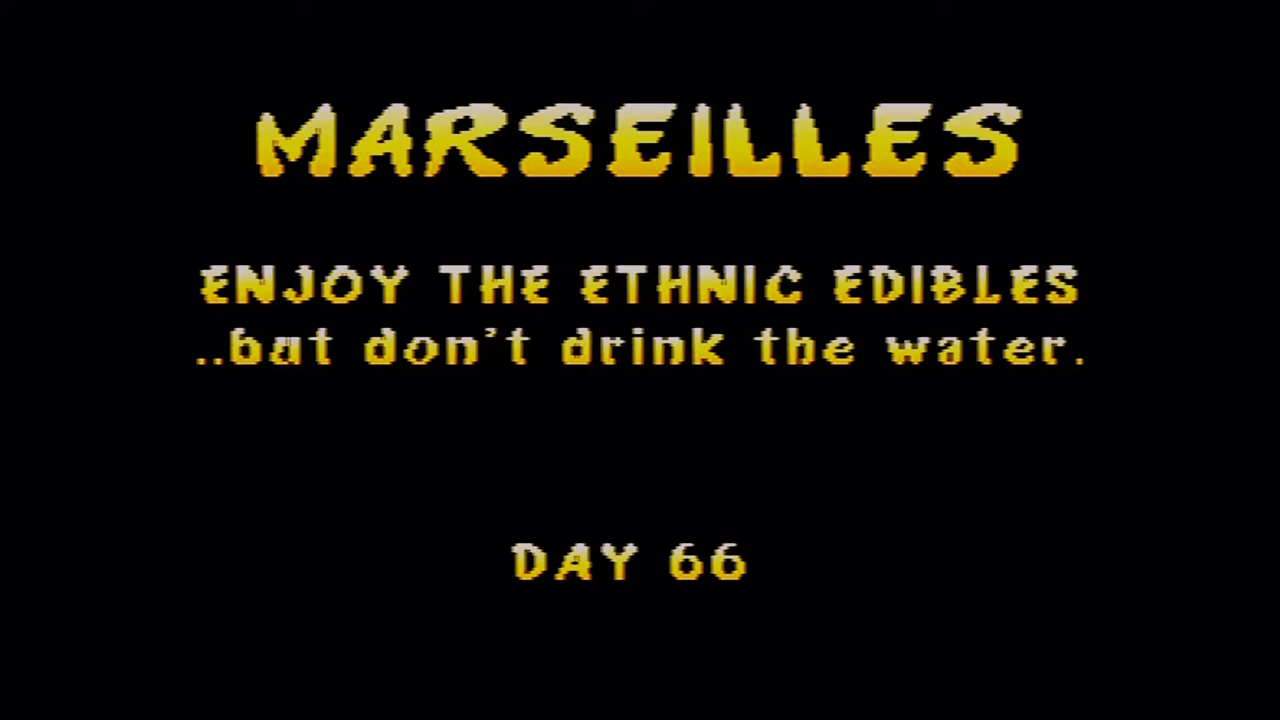 MARSEILLES
ENJOY THE ETHNIC EDIBLES
..but don't drink the water.
DAY 66